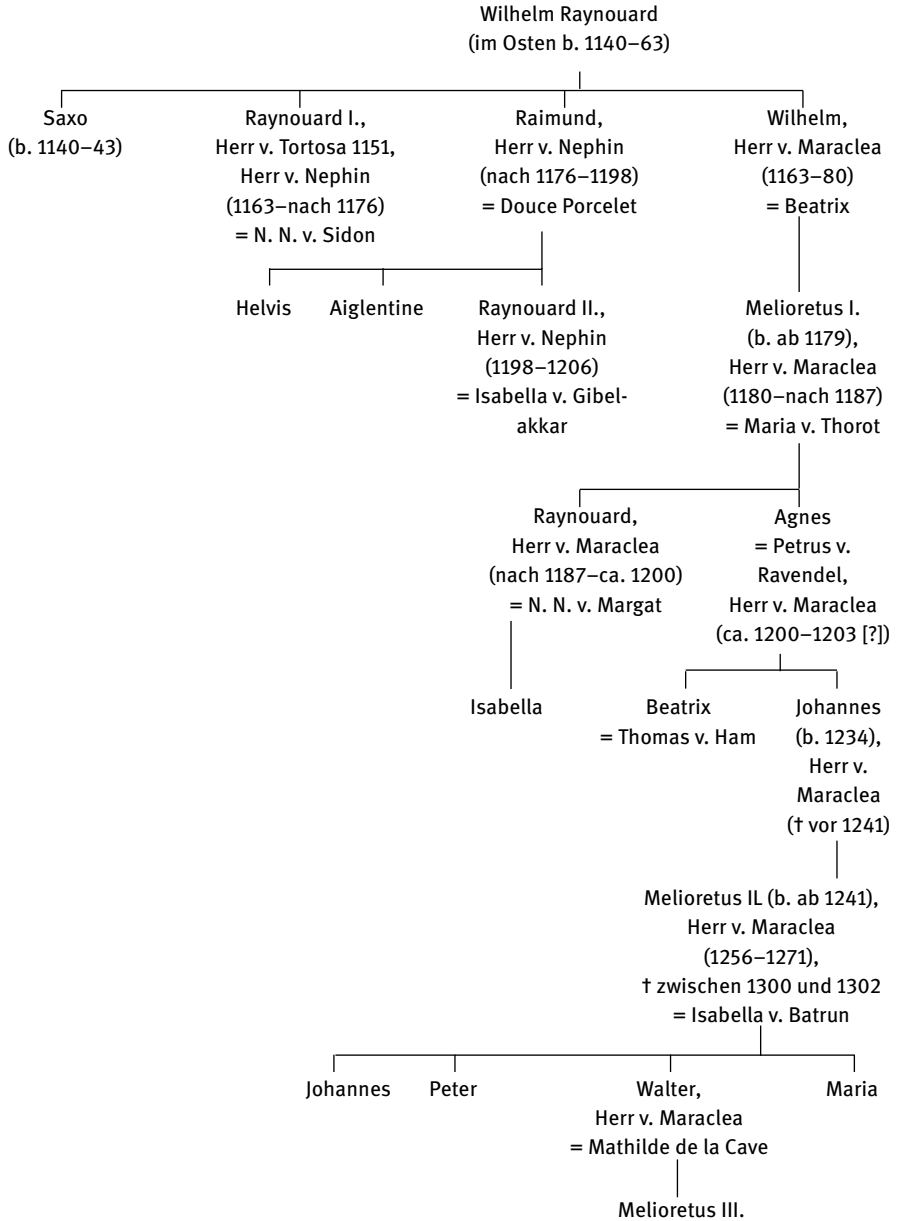 Wilhelm Raynouard
(im Osten b. 1140–63)
Saxo
(b. 1140–43)
Raynouard I.,
Herr v. Tortosa 1151,
Herr v. Nephin
(1163–nach 1176)
= N. N. v. Sidon
Raimund,
Herr v. Nephin
(nach 1176–1198)
= Douce Porcelet
Wilhelm,
Herr v. Maraclea
(1163–80)
= Beatrix
Helvis
Aiglentine
Raynouard II.,
Herr v. Nephin
(1198–1206)
= Isabella v. Gibel-
akkar
Melioretus I.
(b. ab 1179),
Herr v. Maraclea
(1180–nach 1187)
= Maria v. Thorot
Raynouard,
Herr v. Maraclea
(nach 1187–ca. 1200)
= N. N. v. Margat
Agnes
= Petrus v.
Ravendel,
Herr v. Maraclea
(ca. 1200–1203 [?])
Isabella
Beatrix
= Thomas v. Ham
Johannes
(b. 1234),
Herr v.
Maraclea
(† vor 1241)
Melioretus IL (b. ab 1241),
Herr v. Maraclea
(1256–1271),
† zwischen 1300 und 1302
= Isabella v. Batrun
Johannes
Peter
Walter,
Herr v. Maraclea
= Mathilde de la Cave
Maria
Melioretus III.